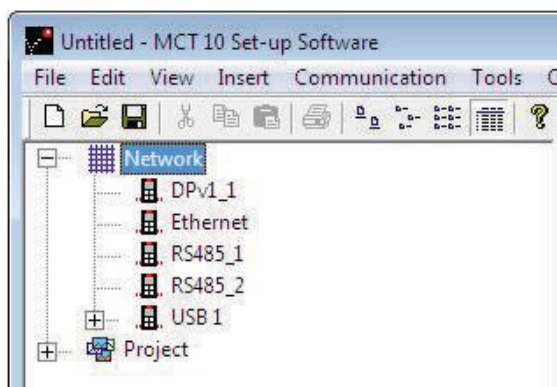 Untitled - MCT 10 Set-up Software
File Edit View Insert Communication Tools
Network
DPv1_1
Ethernet
RS485_1
RS485_2
USB 1
Project